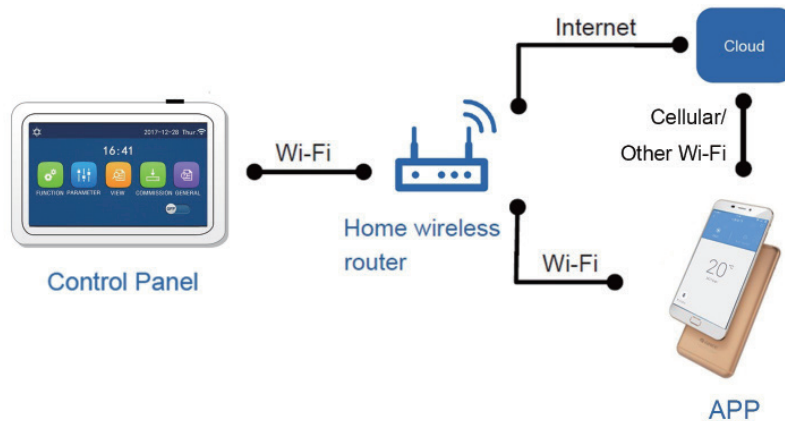 Internet
Cloud
2017-12-28 Thur.
16:41
Cellular/
Other Wi-Fi
Wi-Fi
FUNCTION PARAMETER VIEW COMMISSION GENERAL
OFF
Home wireless
router
Wi-Fi
20
Control Panel
APP